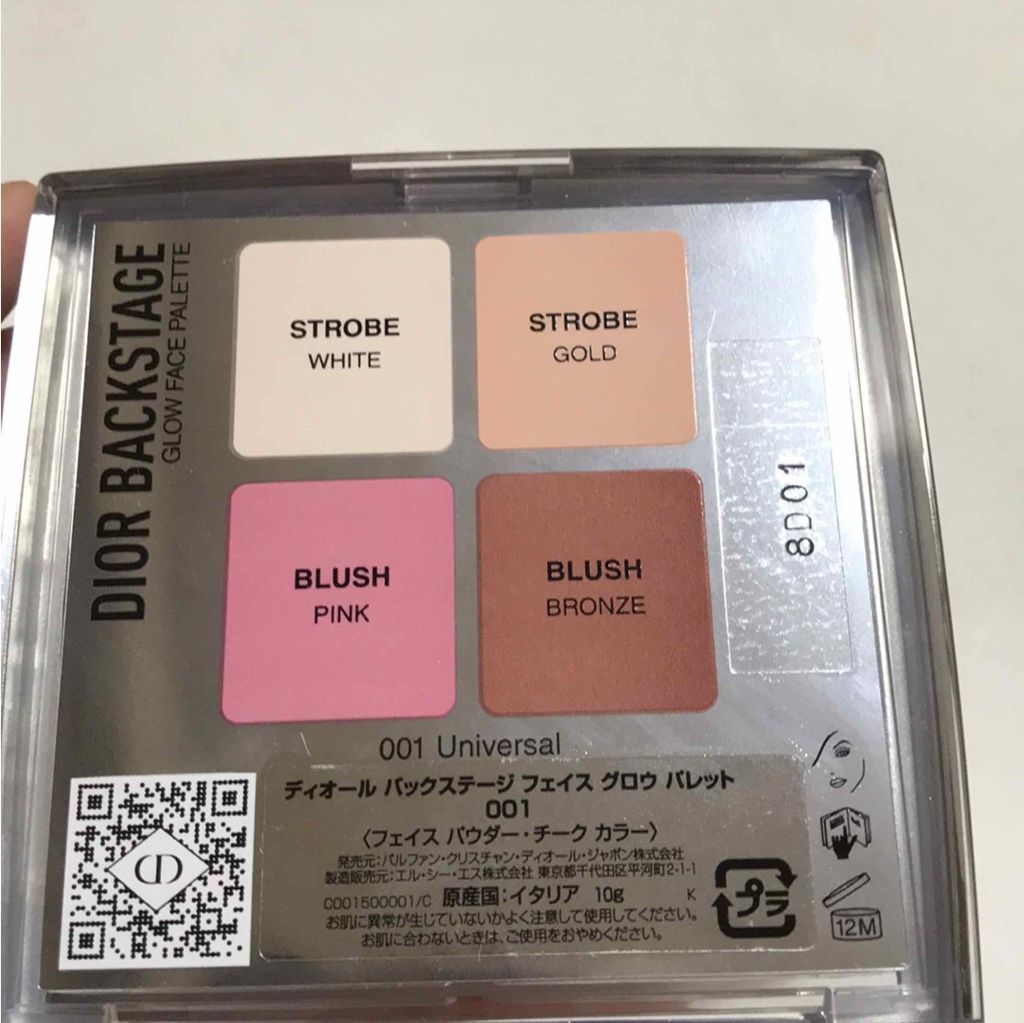 DIOR BACKSTAGE
GLOW FACE PALETTE
STROBE
WHITE
STROBE
GOLD
BLUSH
PINK
BLUSH
BRONZE
8D01
001 Universal
ディオール バックステージ フェイス グロウ パレット
001
〈フェイス パウダー・チーク カラー〉
発売元:パルファン・クリスチャン・ディオール・ジャポン株式会社
製造販売元:エル・シー・エス株式会社 東京都千代田区平河町2-1-1
C001500001/C 原産国:イタリア 10g K
お肌に異常が生じていないかよく注意して使用してください。
お肌に合わないときは、ご使用をおやめください。
プラ
12M
CD